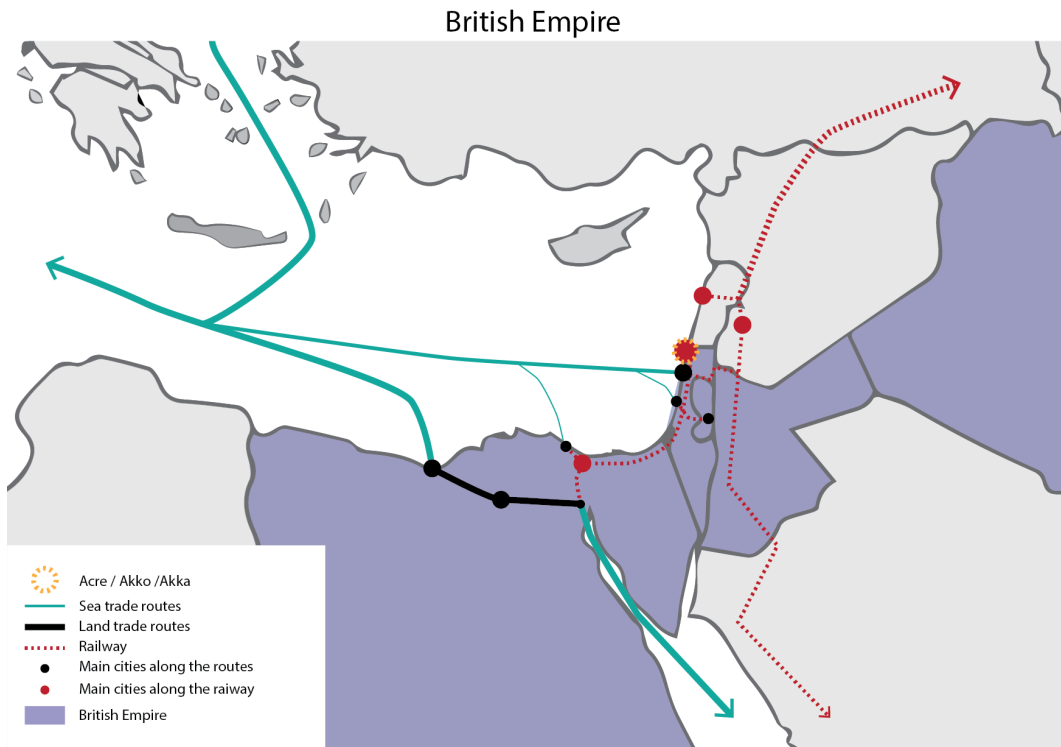 British Empire
Acre / Akko /Akka
Sea trade routes
Land trade routes
Railway
Main cities along the routes
Main cities along the raiway
British Empire